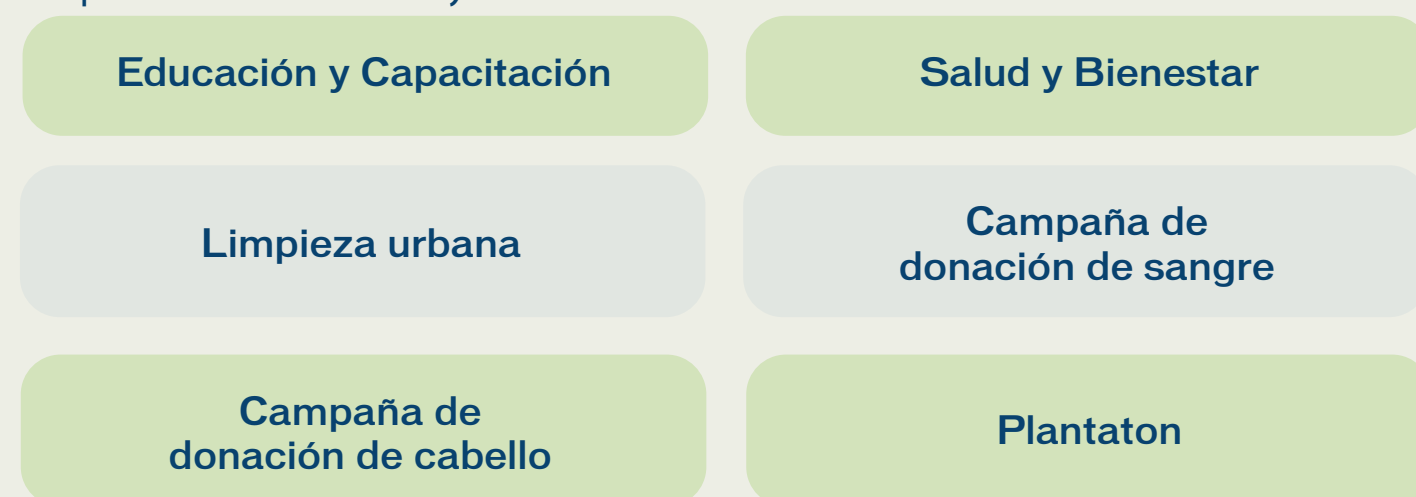 Educación y Capacitación
Salud y Bienestar
Limpieza urbana
Campaña de
donación de sangre
Campaña de
donación de cabello
Plantaton